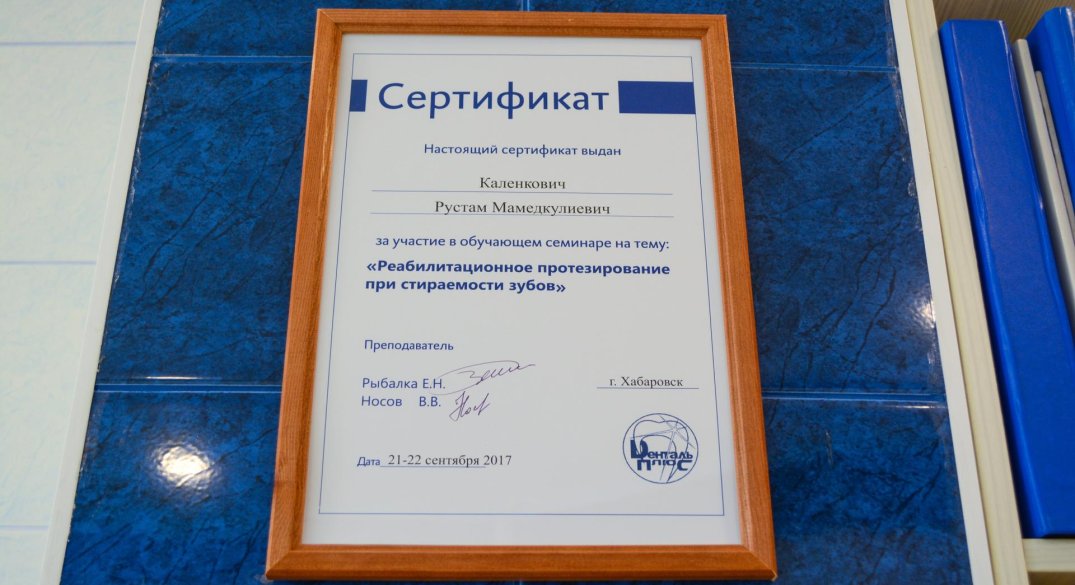 Сертификат
Настоящий сертификат выдан
Каленкович
Рустам Мамедкулиевич
за участие в обучающем семинаре на тему:
«Реабилитационное протезирование
при стираемости зубов»
Преподаватель
Рыбалка Е.Н.
Носов В.В.
г. Хабаровск
Дата 21-22 сентября 2017
Денталь
Плюс